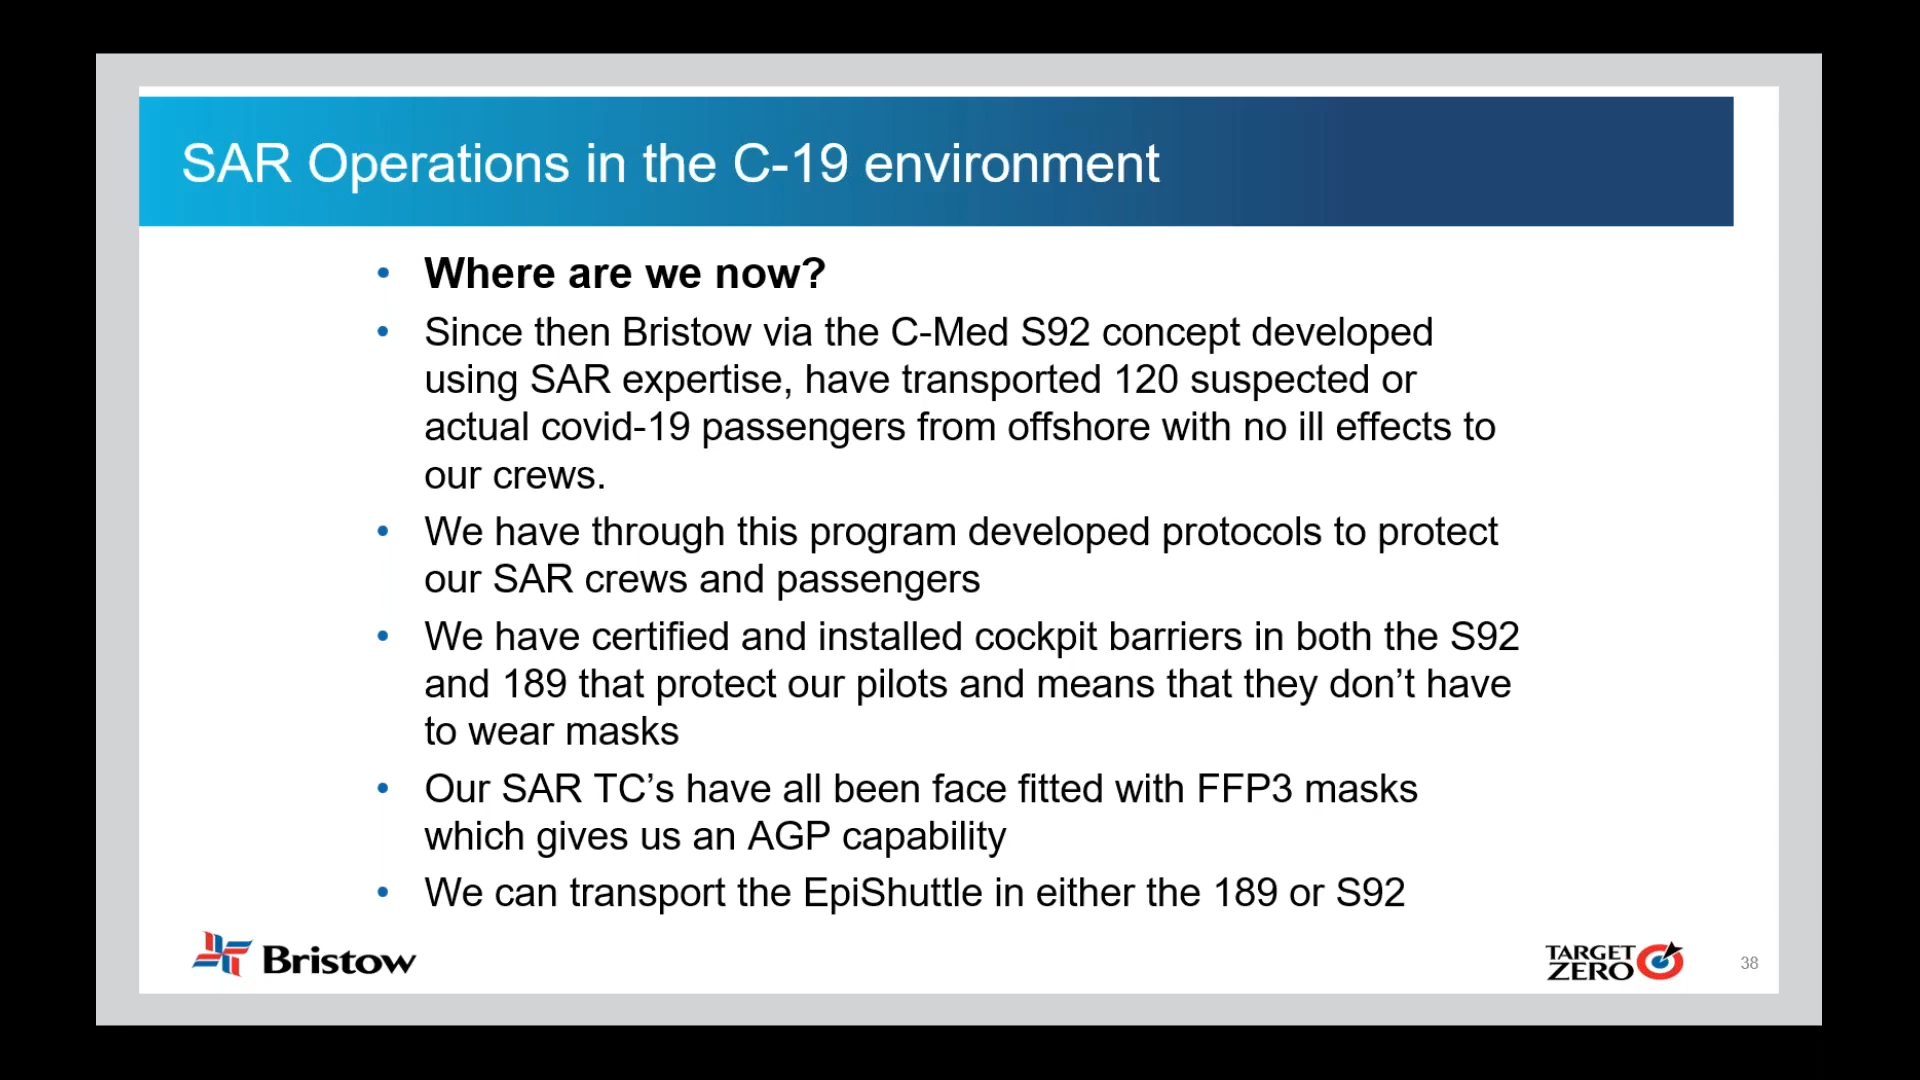 SAR Operations in the C-19 environment
• Where are we now?
• Since then Bristow via the C-Med S92 concept developed
using SAR expertise, have transported 120 suspected or
actual covid-19 passengers from offshore with no ill effects to
our crews.
• We have through this program developed protocols to protect
our SAR crews and passengers
• We have certified and installed cockpit barriers in both the S92
and 189 that protect our pilots and means that they don’t have
to wear masks
• Our SAR TC’s have all been face fitted with FFP3 masks
which gives us an AGP capability
• We can transport the EpiShuttle in either the 189 or S92
Bristow
TARGET
ZERO
38